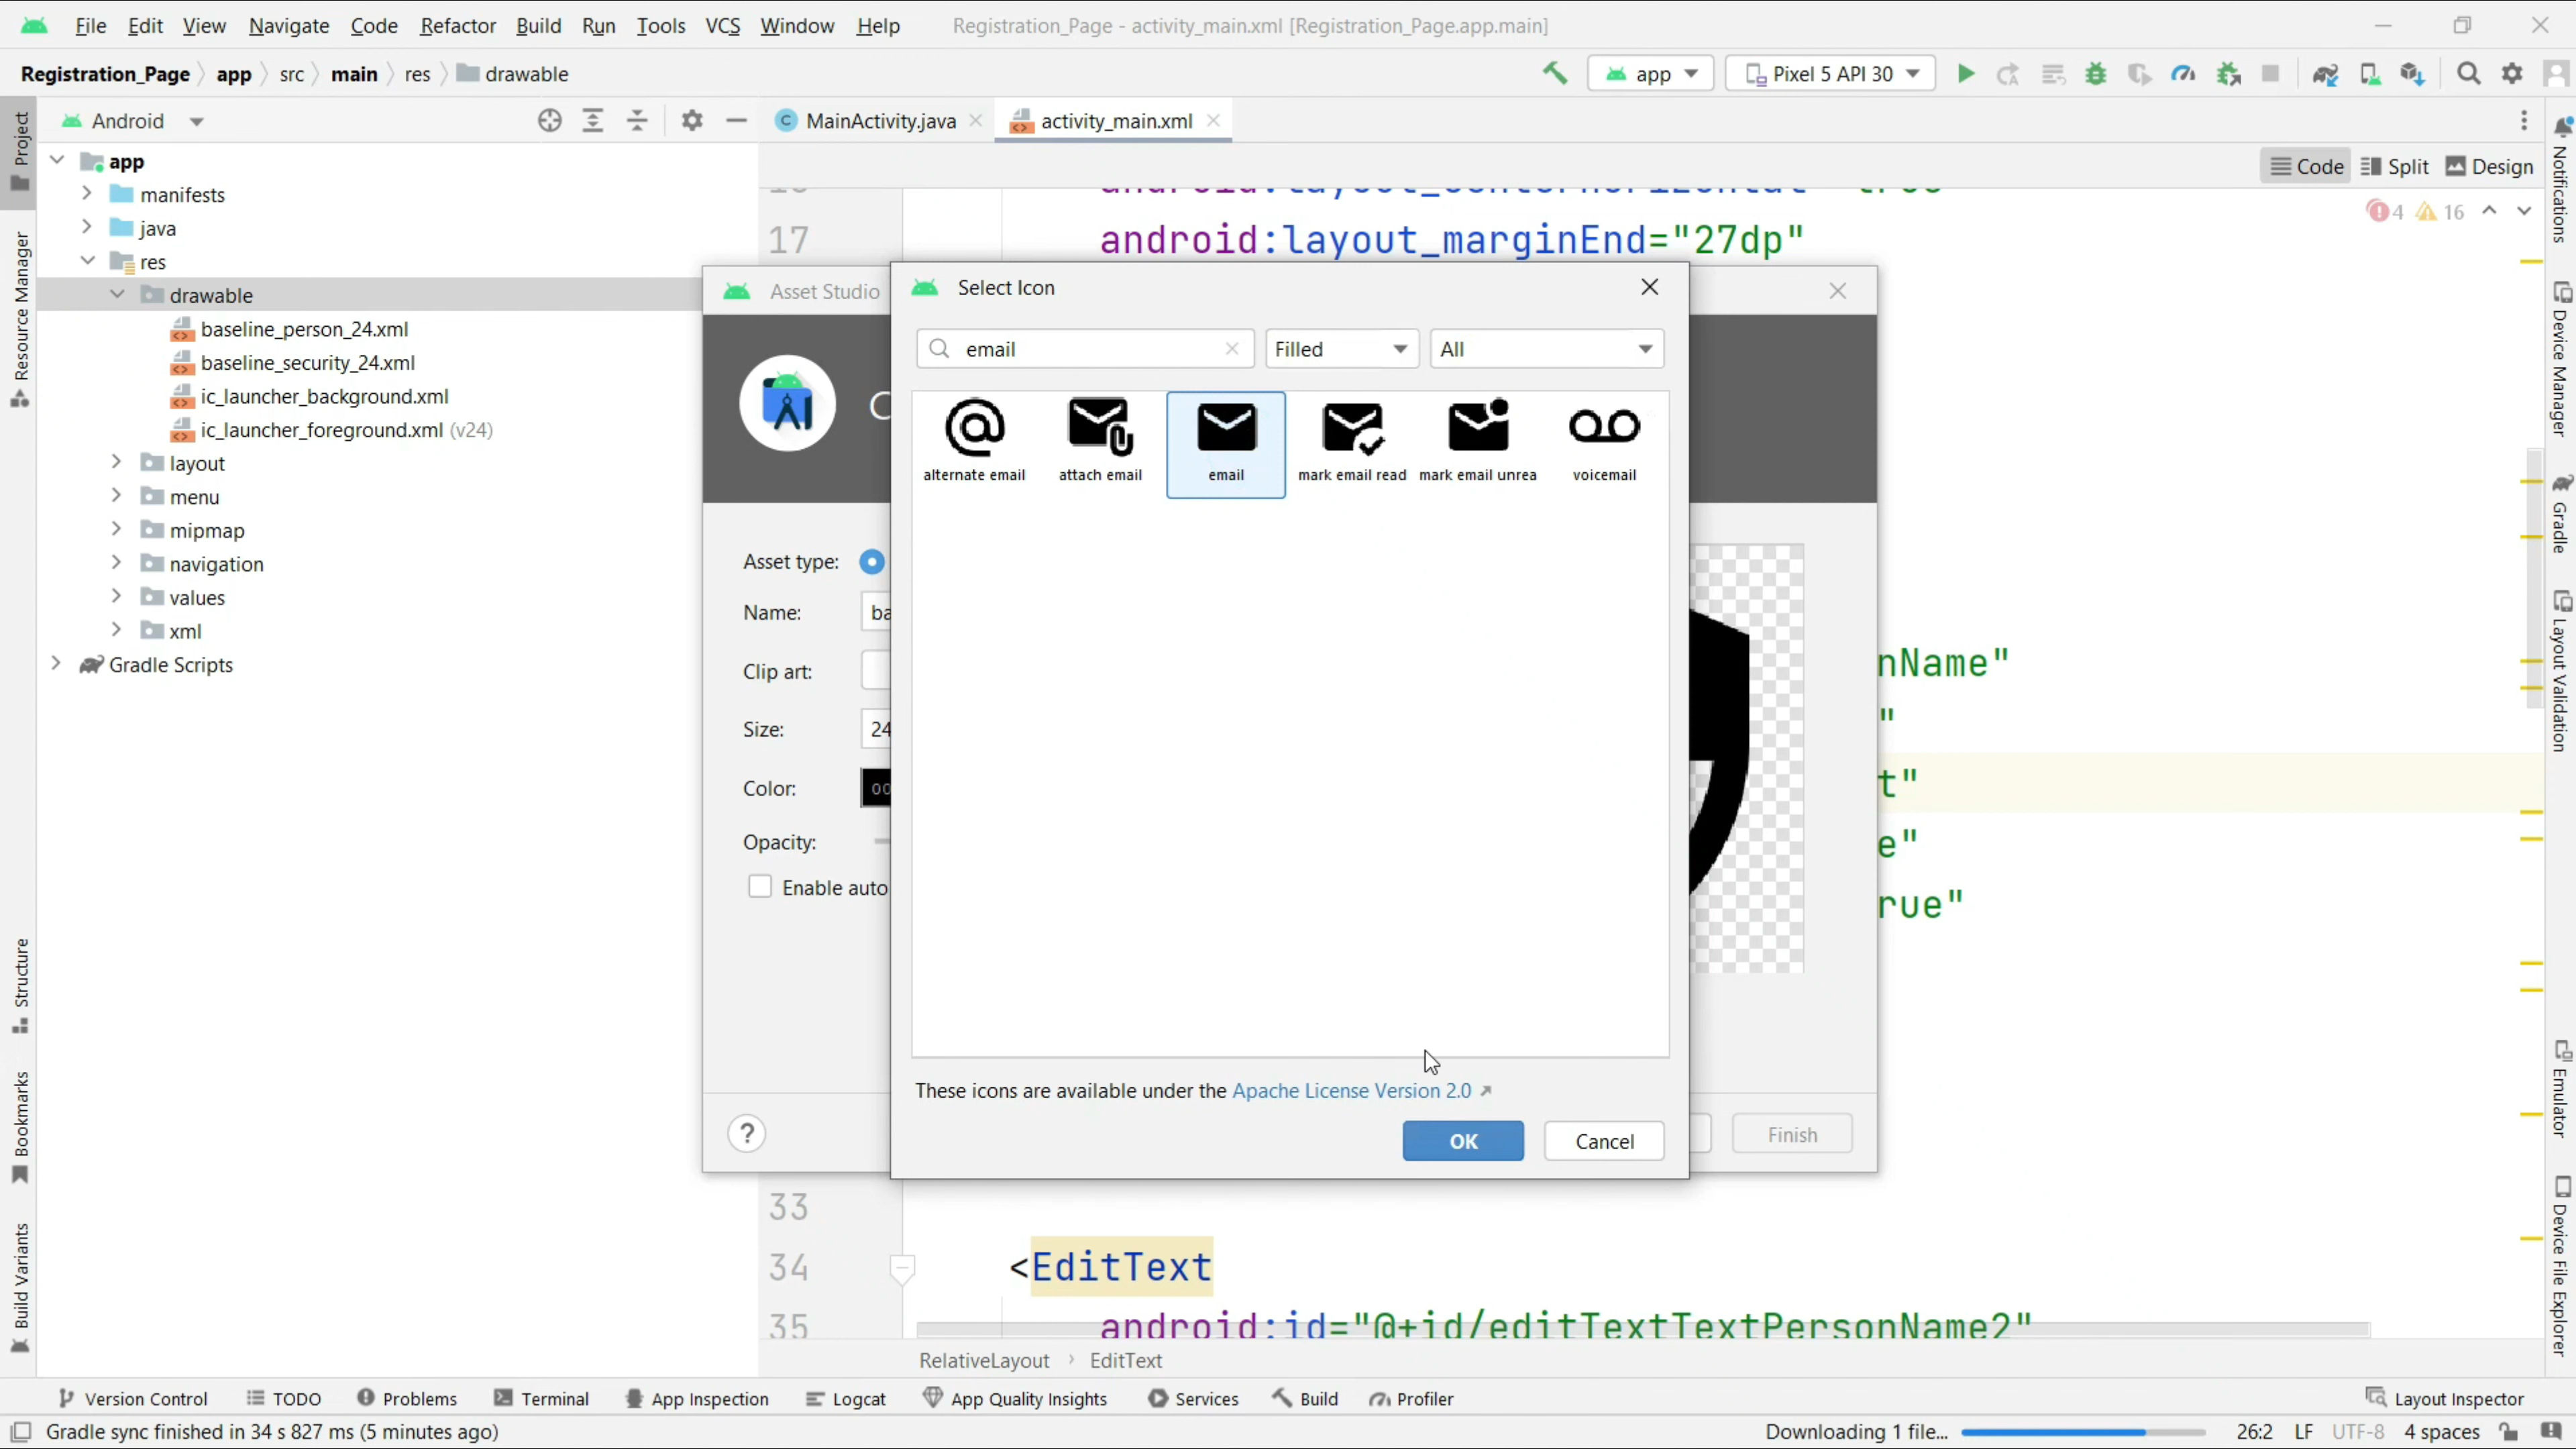 File Edit View Navigate Code Refactor Build Run Tools VCS Window Help Registration_Page - activity_main.xml [Registration_Page.app.main]
Registration_Page app src main res drawable app Pixel 5 API 30
Android MainActivity.java activity_main.xml
Code Split Design
app
manifests
java
res
drawable
baseline_person_24.xml
baseline_security_24.xml
ic_launcher_background.xml
ic_launcher_foreground.xml (v24)
layout
menu
mipmap
navigation
values
xml
Gradle Scripts
Project
Resource Manager
Structure
Bookmarks
Build Variants
4 16
17 android:layout_marginEnd="27dp"
nName"
"
t"
e"
rue"
33
34 <EditText
35 android:id="@+id/editTextTextPersonName2"
RelativeLayout EditText
Asset Studio
C
Asset type:
Name: ba
Clip art:
Size: 24
Color: 00
Opacity:
Enable auto
?
Finish
Select Icon
email Filled All
alternate email attach email email mark email read mark email unrea voicemail
These icons are available under the Apache License Version 2.0
OK Cancel
Notifications
Device Manager
Gradle
Layout Validation
Emulator
Device File Explorer
Version Control TODO Problems Terminal App Inspection Logcat App Quality Insights Services Build Profiler Layout Inspector
Gradle sync finished in 34 s 827 ms (5 minutes ago) Downloading 1 file... 26:2 LF UTF-8 4 spaces